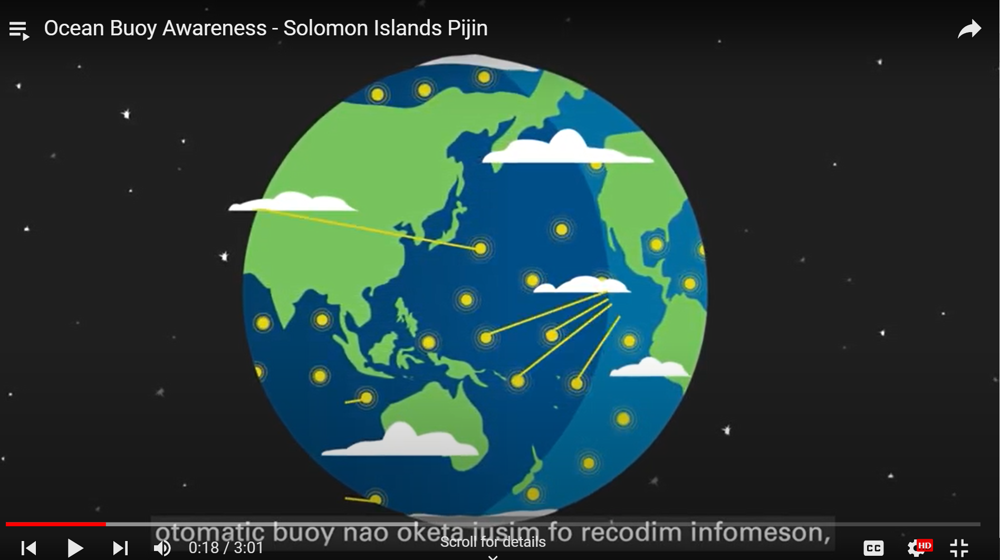 Ocean Buoy Awareness - Solomon Islands Pijin
otomatic buoy nao oketa iusim fo recodim infomeson,
Scroll for details
0:18 / 3:01
CC
HD